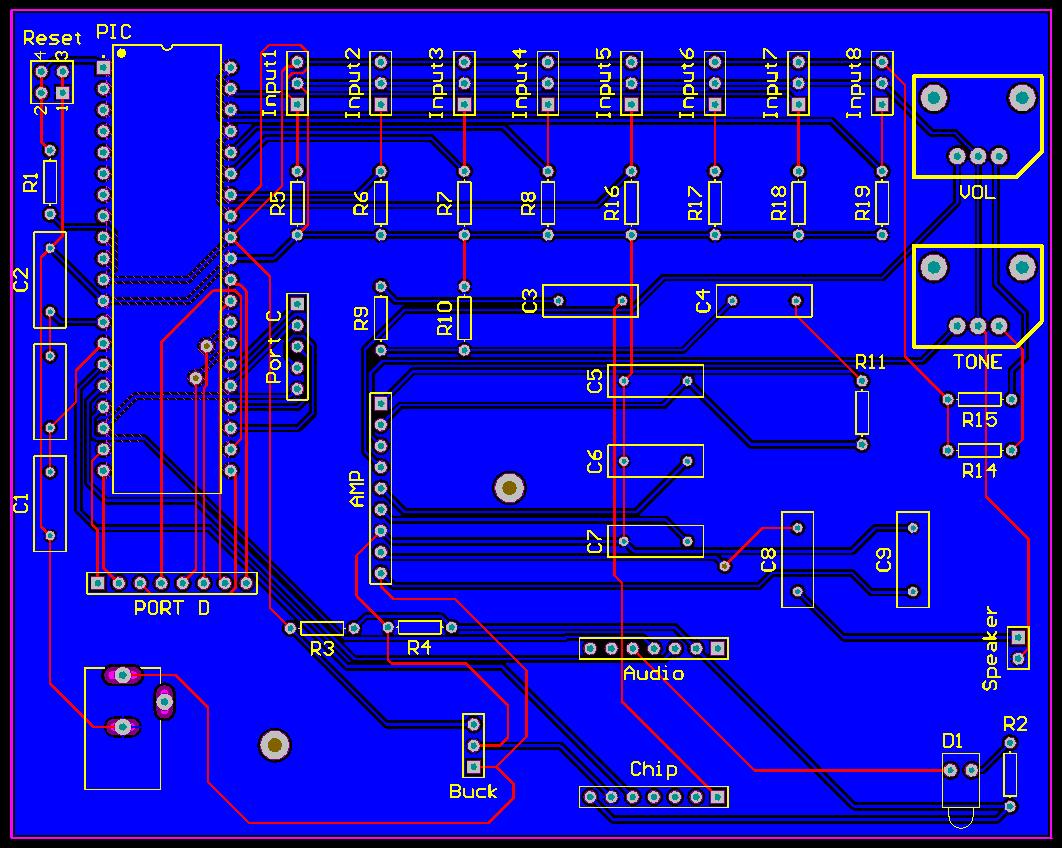 PIC
Reset
4 3
2 1
Input1
Input2
Input3
Input4
Input5
Input6
Input7
Input8
VOL
R1
R5
R6
R7
R8
R16
R17
R18
R19
C2
Port C
R9
R10
C3
C4
TONE
R11
C5
R15
R14
C6
AMP
C1
C7
C8
C9
PORT D
R3
R4
Audio
Speaker
R2
D1
Chip
Buck